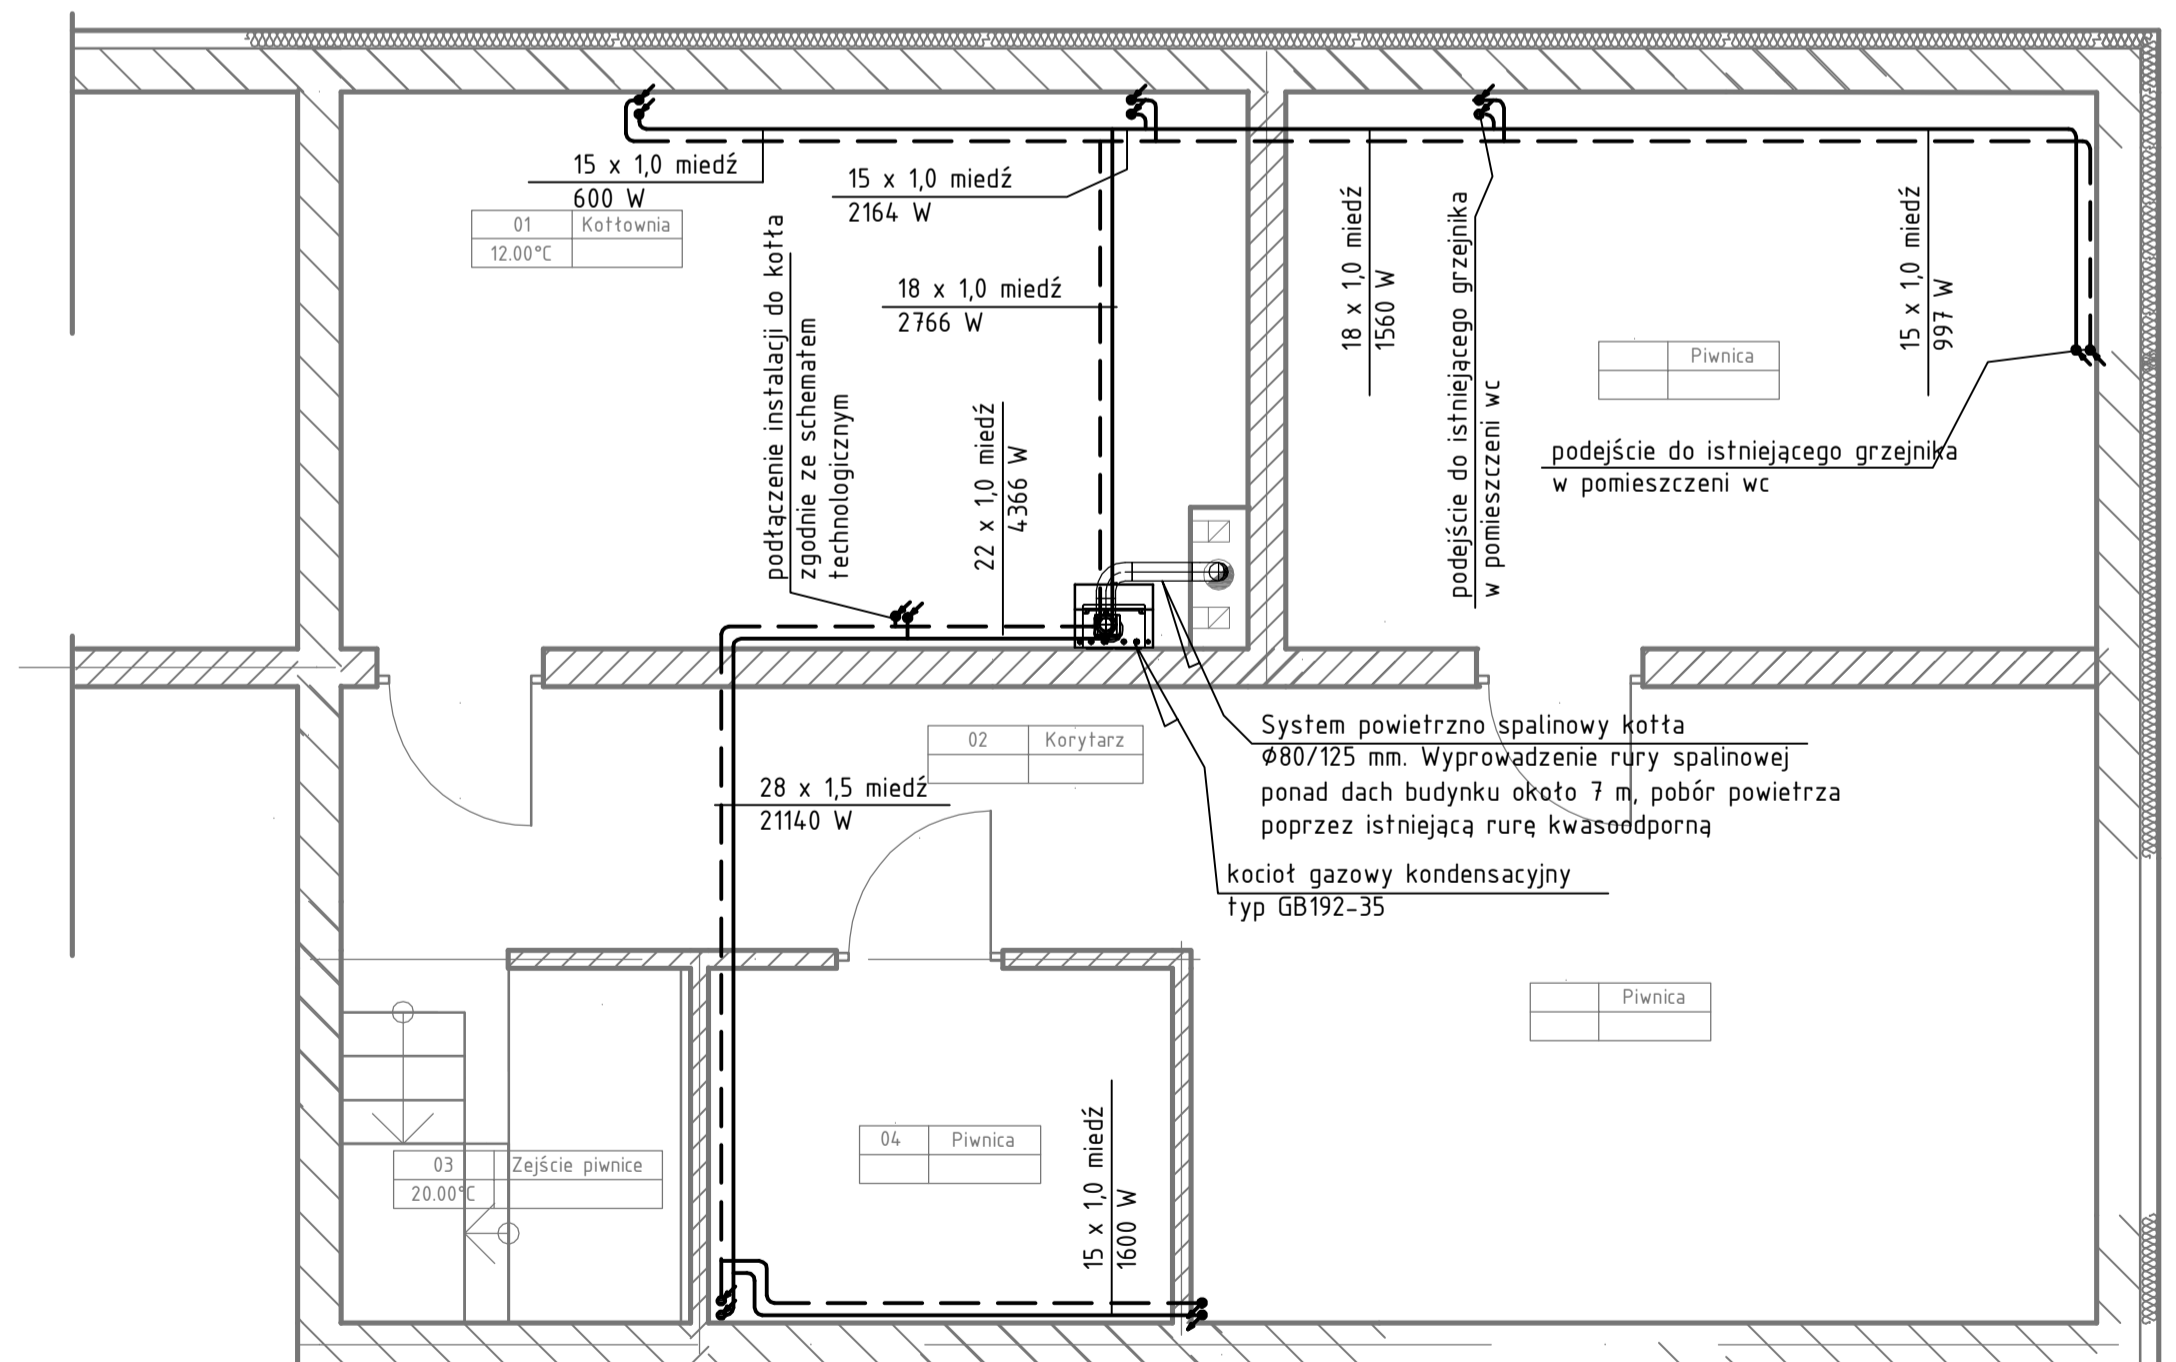 15 x 1,0 miedź
600 W
15 x 1,0 miedź
2164 W
01 Kotłownia
12.00°C
podłączenie instalacji do kotła
zgodnie ze schematem
technologicznym
18 x 1,0 miedź
2766 W
22 x 1,0 miedź
4366 W
18 x 1,0 miedź
1560 W
podejście do istniejącego grzejnika
w pomieszczeni wc
15 x 1,0 miedź
997 W
Piwnica
podejście do istniejącego grzejnika
w pomieszczeni wc
02 Korytarz
System powietrzno spalinowy kotła
Ø80/125 mm. Wyprowadzenie rury spalinowej
ponad dach budynku około 7 m, pobór powietrza
poprzez istniejącą rurę kwasoodporną
28 x 1,5 miedź
21140 W
kocioł gazowy kondensacyjny
typ GB192-35
Piwnica
04 Piwnica
03 Zejście piwnice
20.00°C
15 x 1,0 miedź
1600 W